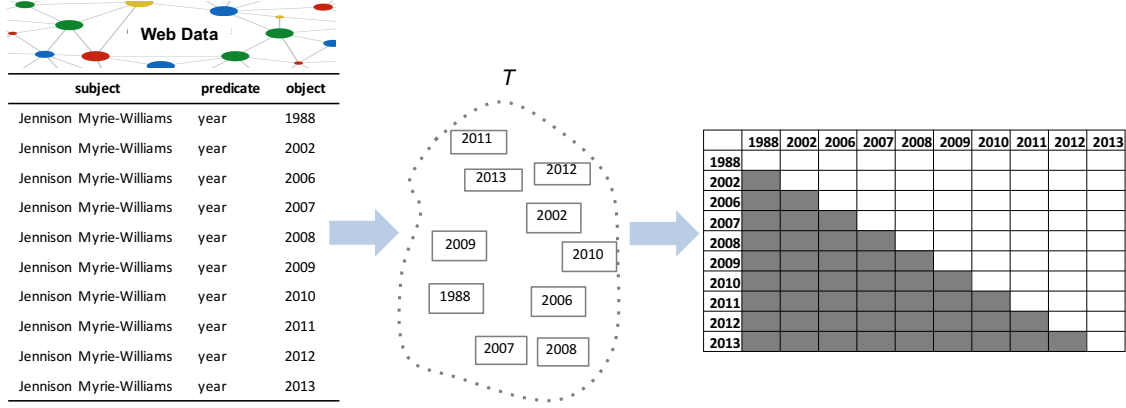 Web Data
subject predicate object
Jennison Myrie-Williams year 1988
Jennison Myrie-Williams year 2002
Jennison Myrie-Williams year 2006
Jennison Myrie-Williams year 2007
Jennison Myrie-Williams year 2008
Jennison Myrie-Williams year 2009
Jennison Myrie-William year 2010
Jennison Myrie-Williams year 2011
Jennison Myrie-Williams year 2012
Jennison Myrie-Williams year 2013
T
2011
2013 2012
2002
2009 2010
1988 2006
2007 2008
1988 2002 2006 2007 2008 2009 2010 2011 2012 2013
1988
2002
2006
2007
2008
2009
2010
2011
2012
2013